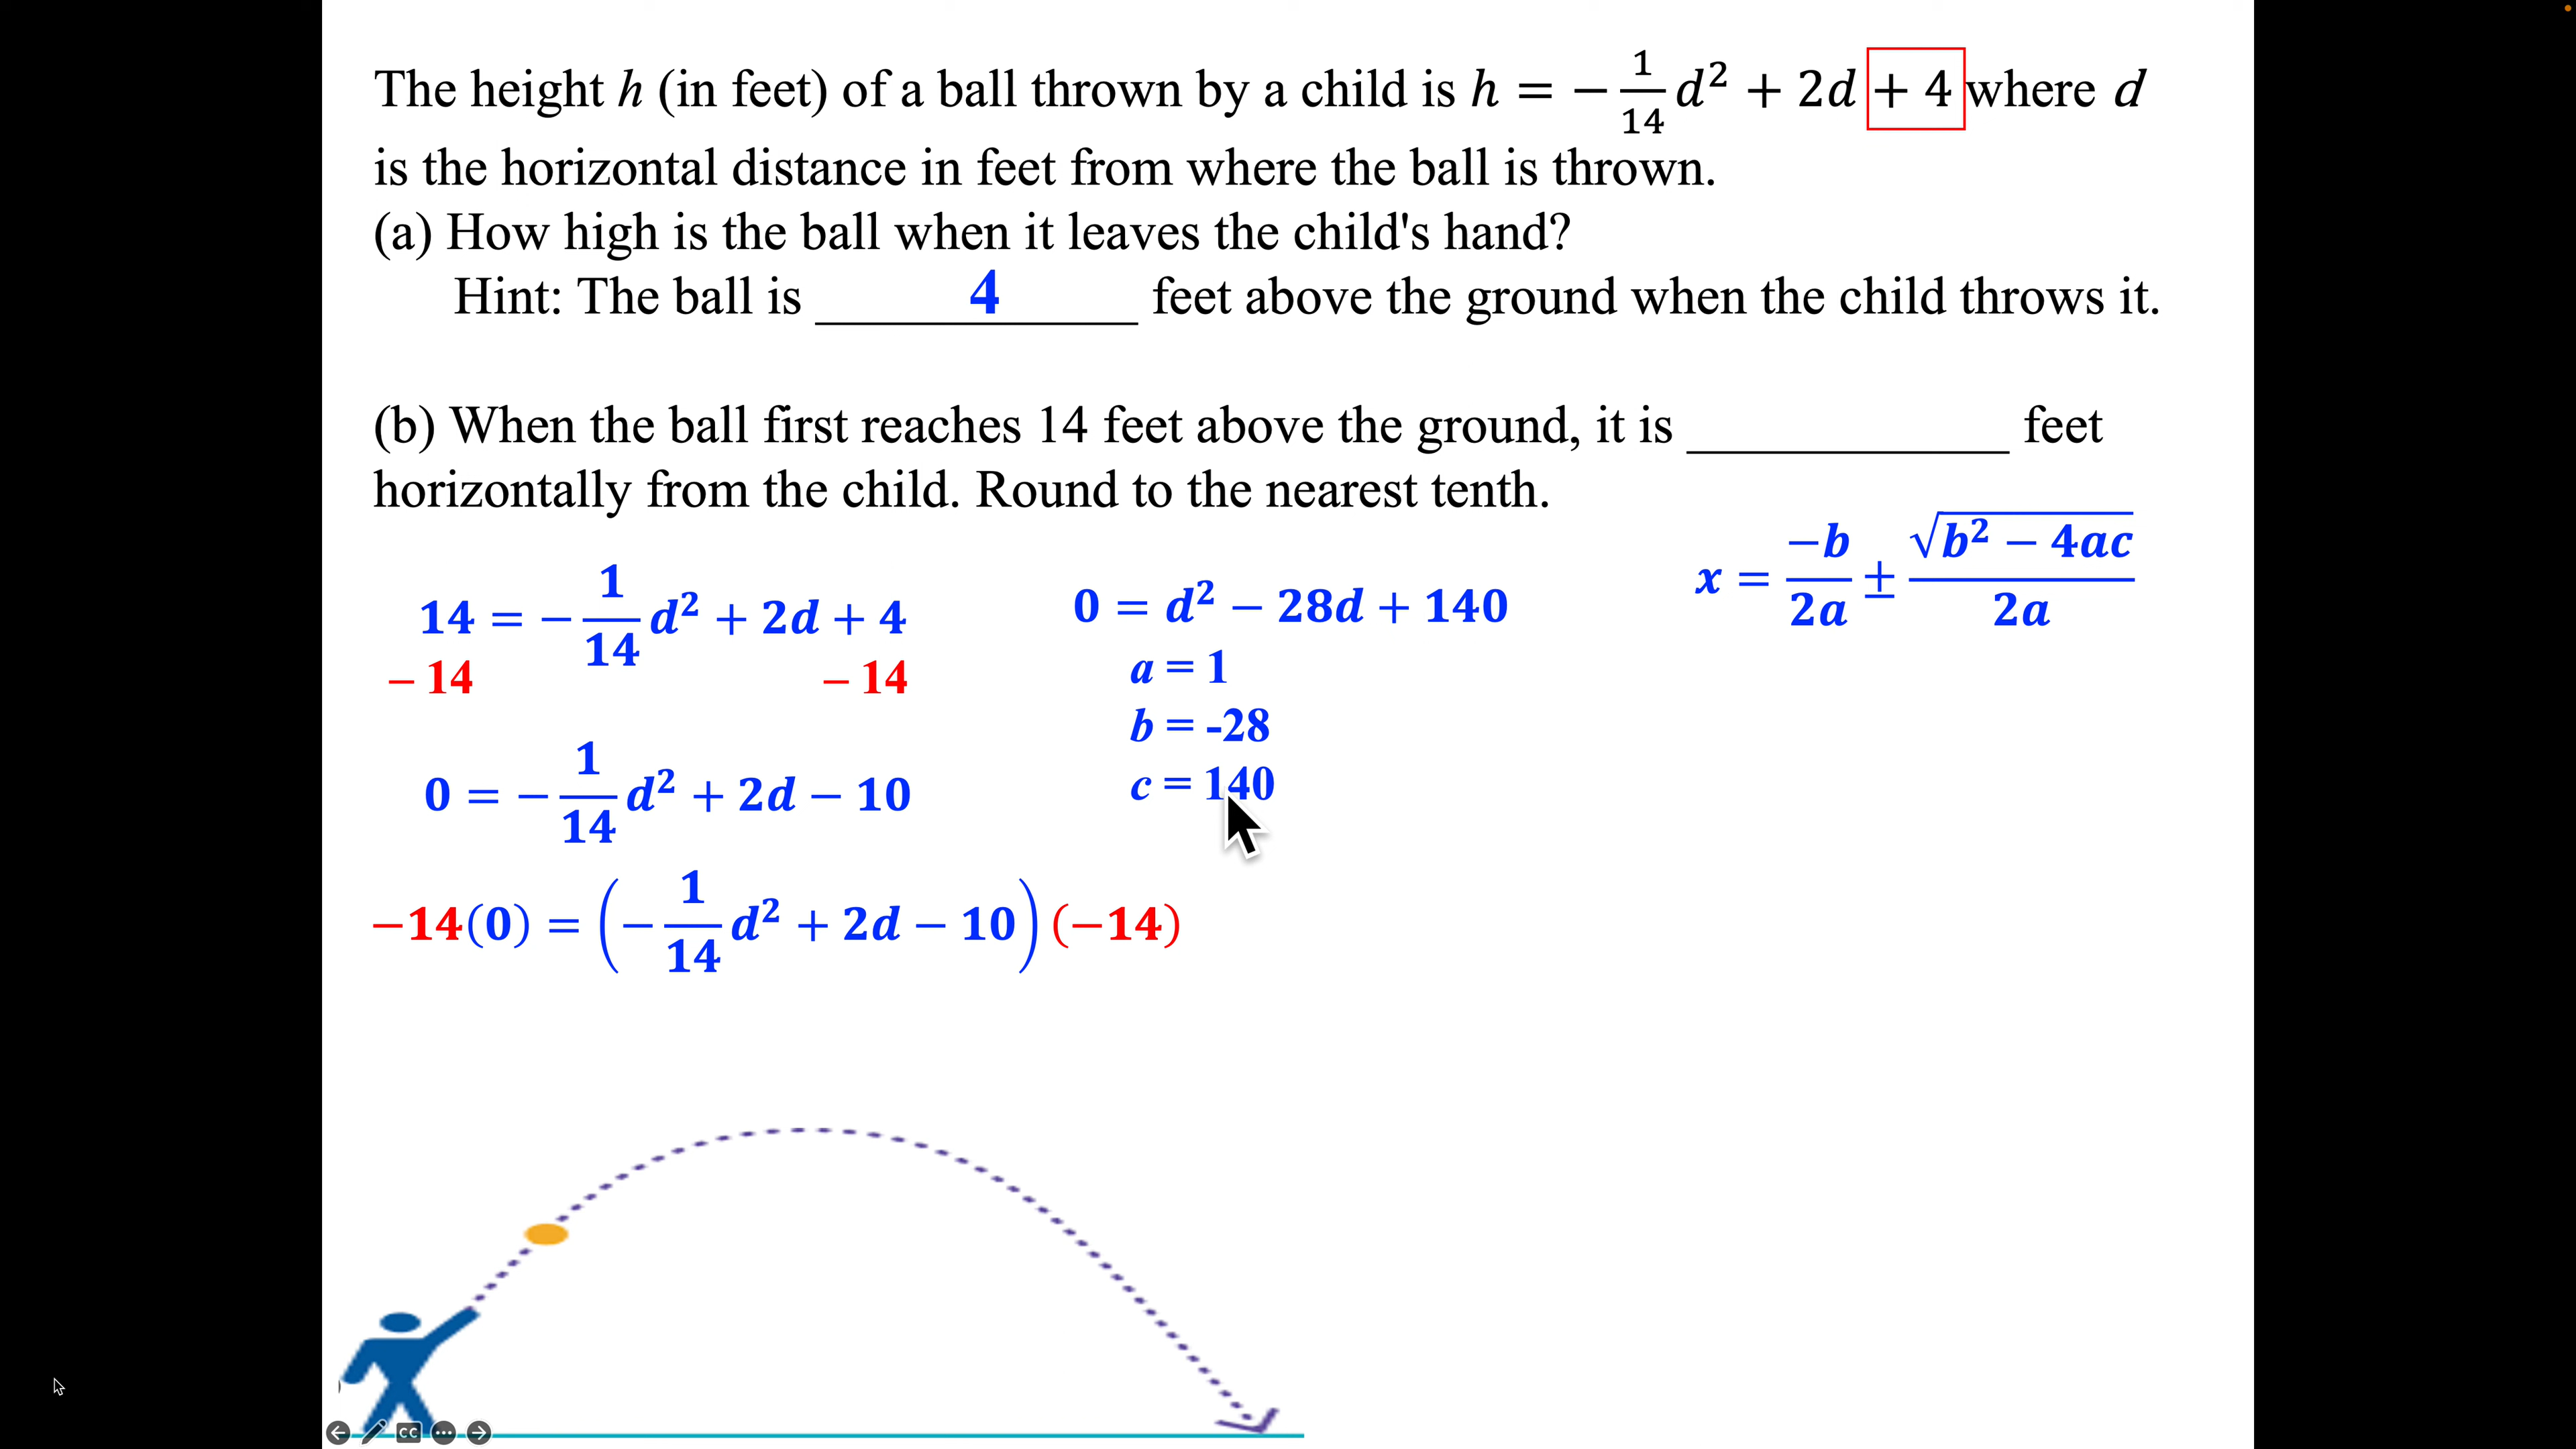 The height h (in feet) of a ball thrown by a child is h = −1/14 d² + 2d + 4 where d
is the horizontal distance in feet from where the ball is thrown.
(a) How high is the ball when it leaves the child's hand?
Hint: The ball is ____4____ feet above the ground when the child throws it.
(b) When the ball first reaches 14 feet above the ground, it is __________ feet
horizontally from the child. Round to the nearest tenth.
14 = −1/14 d² + 2d + 4
– 14 – 14
0 = −1/14 d² + 2d − 10
−14(0) = (−1/14 d² + 2d − 10)(−14)
0 = d² − 28d + 140
a = 1
b = -28
c = 140
x = −b/2a ± √(b² − 4ac)/2a
CC